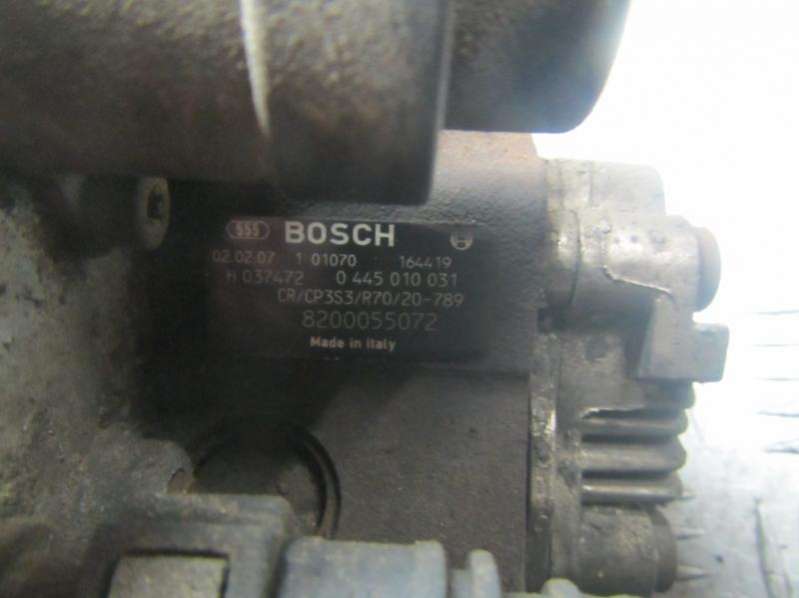 555 BOSCH
02.02.07 1 01070 164419
H 037472 0 445 010 031
CR/CP3S3/R70/20-789
8200055072
Made in Italy